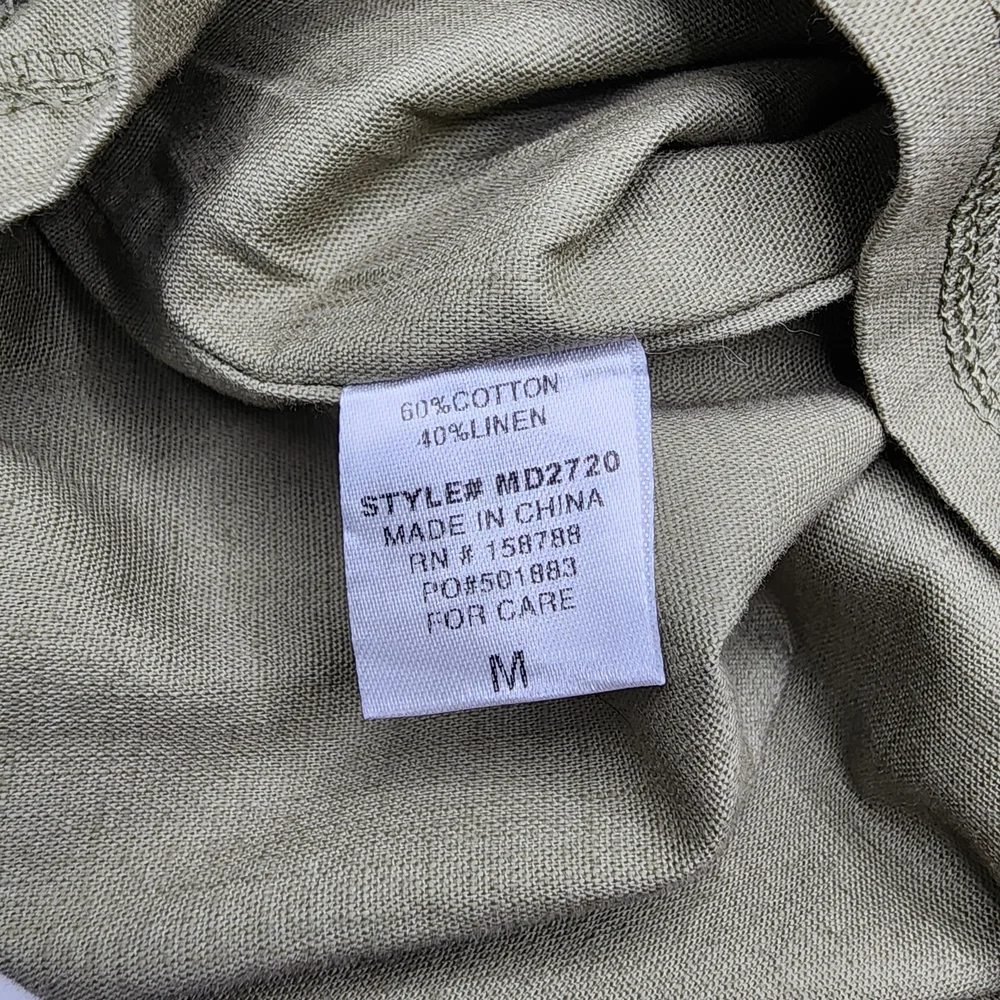 60%COTTON
40%LINEN
STYLE# MD2720
MADE IN CHINA
RN # 158788
PO#501883
FOR CARE
M